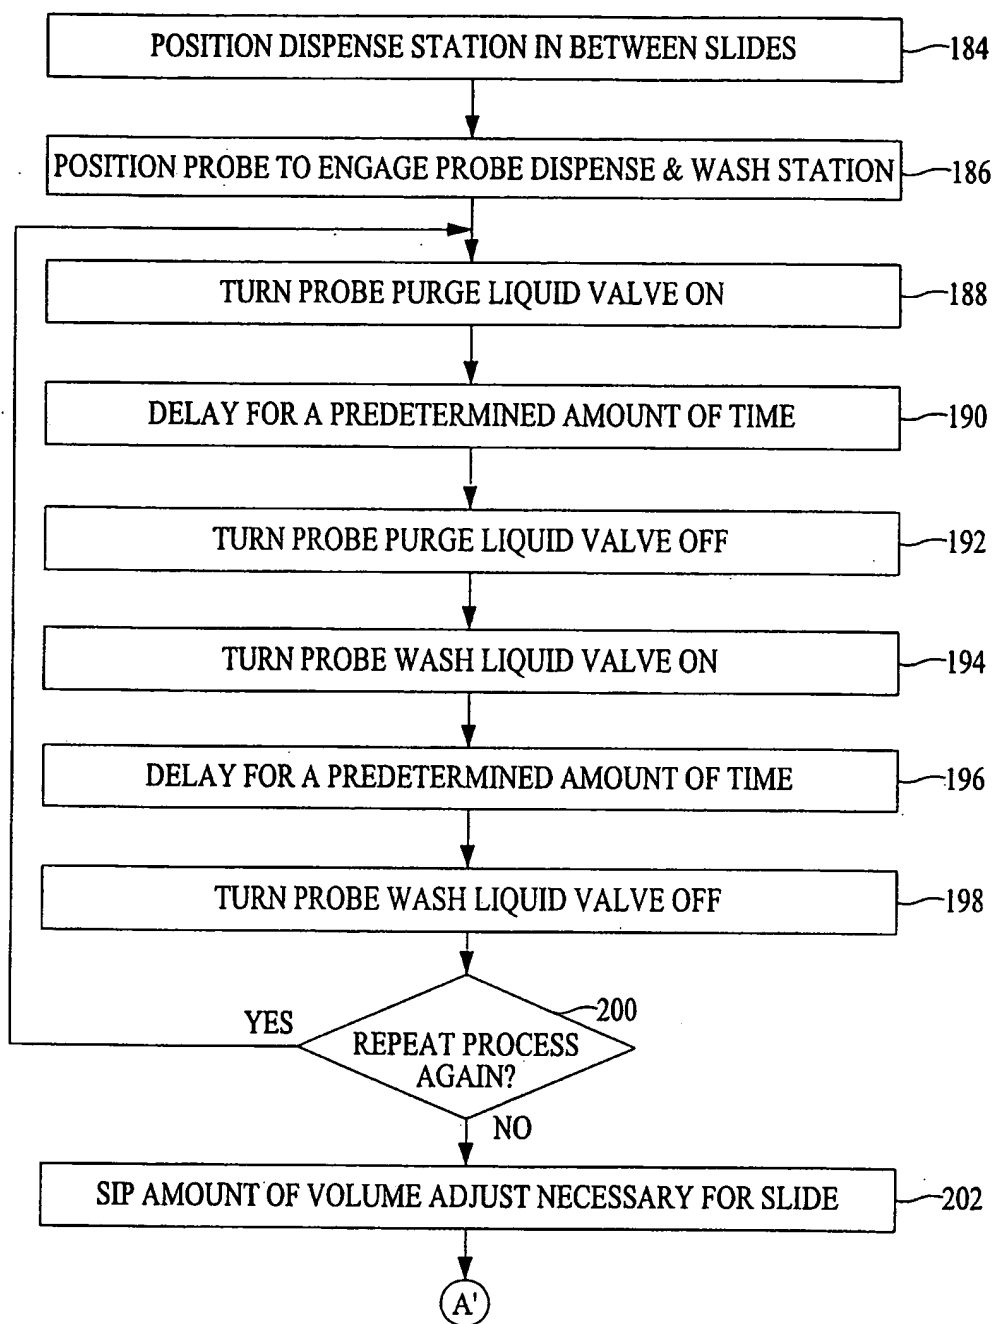 POSITION DISPENSE STATION IN BETWEEN SLIDES 184
POSITION PROBE TO ENGAGE PROBE DISPENSE & WASH STATION 186
TURN PROBE PURGE LIQUID VALVE ON 188
DELAY FOR A PREDETERMINED AMOUNT OF TIME 190
TURN PROBE PURGE LIQUID VALVE OFF 192
TURN PROBE WASH LIQUID VALVE ON 194
DELAY FOR A PREDETERMINED AMOUNT OF TIME 196
TURN PROBE WASH LIQUID VALVE OFF 198
200
YES
REPEAT PROCESS
AGAIN?
NO
SIP AMOUNT OF VOLUME ADJUST NECESSARY FOR SLIDE 202
A'